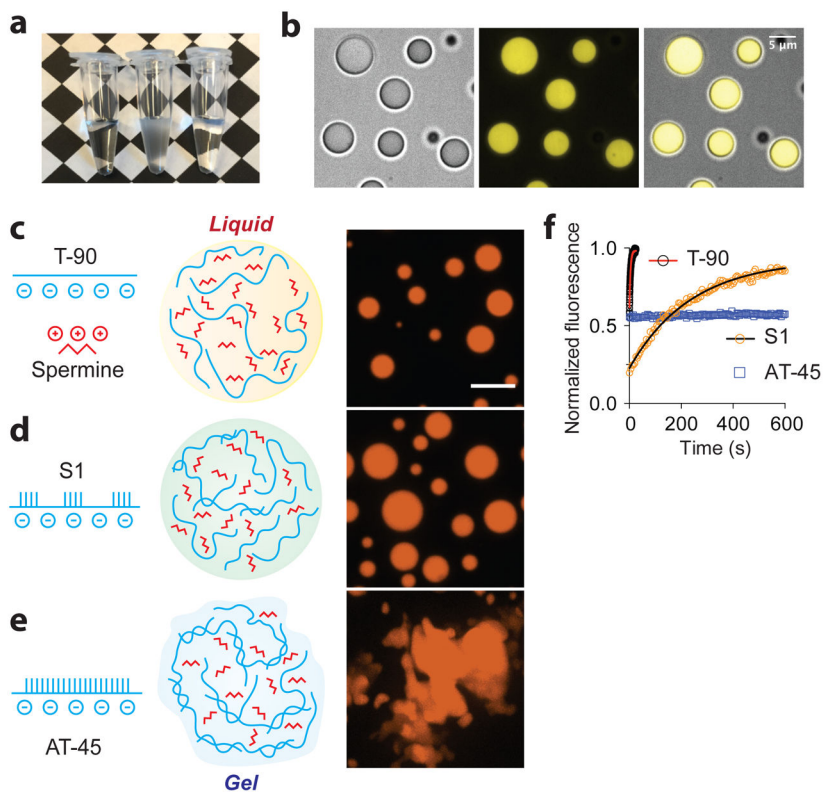 a
b
5 μm
c
T-90
− − − − −
+ + +
Spermine
Liquid
d
S1
− − − − −
e
− − − − −
AT-45
Gel
f
Normalized fluorescence
1.0
0.5
0.0
T-90
S1
AT-45
0 200 400 600
Time (s)